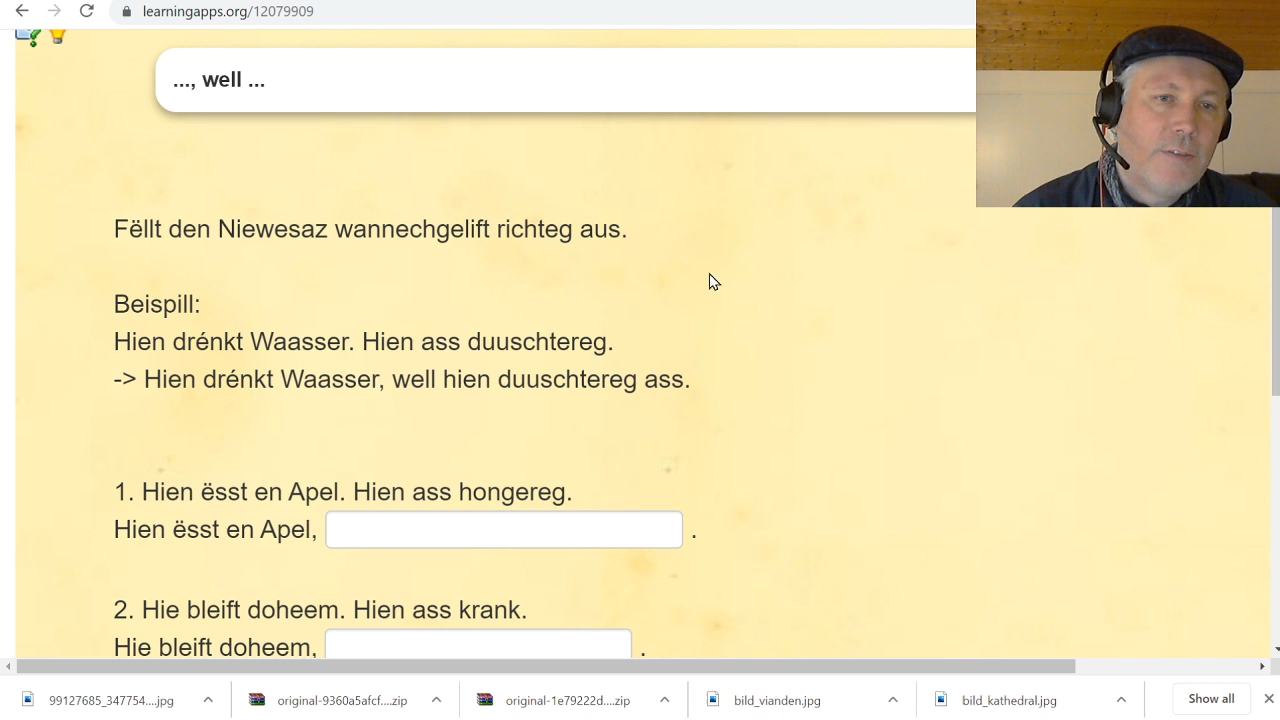 learningapps.org/12079909
..., well ...
Fëllt den Niewesaz wannechgelift richteg aus.
Beispill:
Hien drénkt Waasser. Hien ass duuschtereg.
-> Hien drénkt Waasser, well hien duuschtereg ass.
1. Hien ësst en Apel. Hien ass hongereg.
Hien ësst en Apel, .
2. Hie bleift doheem. Hien ass krank.
Hie bleift doheem, .
99127685_347754....jpg original-9360a5afcf....zip original-1e79222d....zip bild_vianden.jpg bild_kathedral.jpg Show all